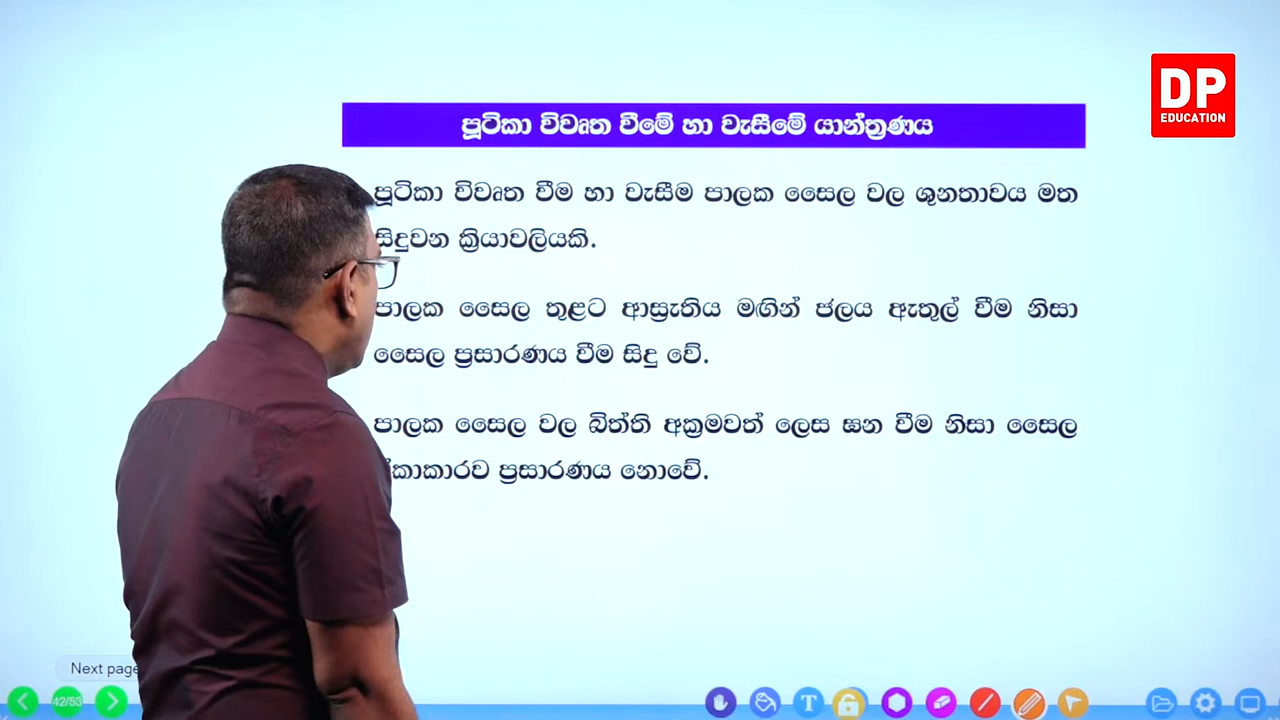 DP
EDUCATION
පූටිකා විවෘත වීමේ හා වැසීමේ යාන්ත්‍රණය
පූටිකා විවෘත වීම හා වැසීම පාලක සෛල වල ශුනතාවය මත
සිදුවන ක්‍රියාවලියකි.
පාලක සෛල තුළට ආස්‍රැතිය මඟින් ජලය ඇතුල් වීම නිසා
සෛල ප්‍රසාරණය වීම සිදු වේ.
පාලක සෛල වල බිත්ති අක්‍රමවත් ලෙස ඝන වීම නිසා සෛල
ප්‍රසාරණය නොවේ.
Next page
42/53
T